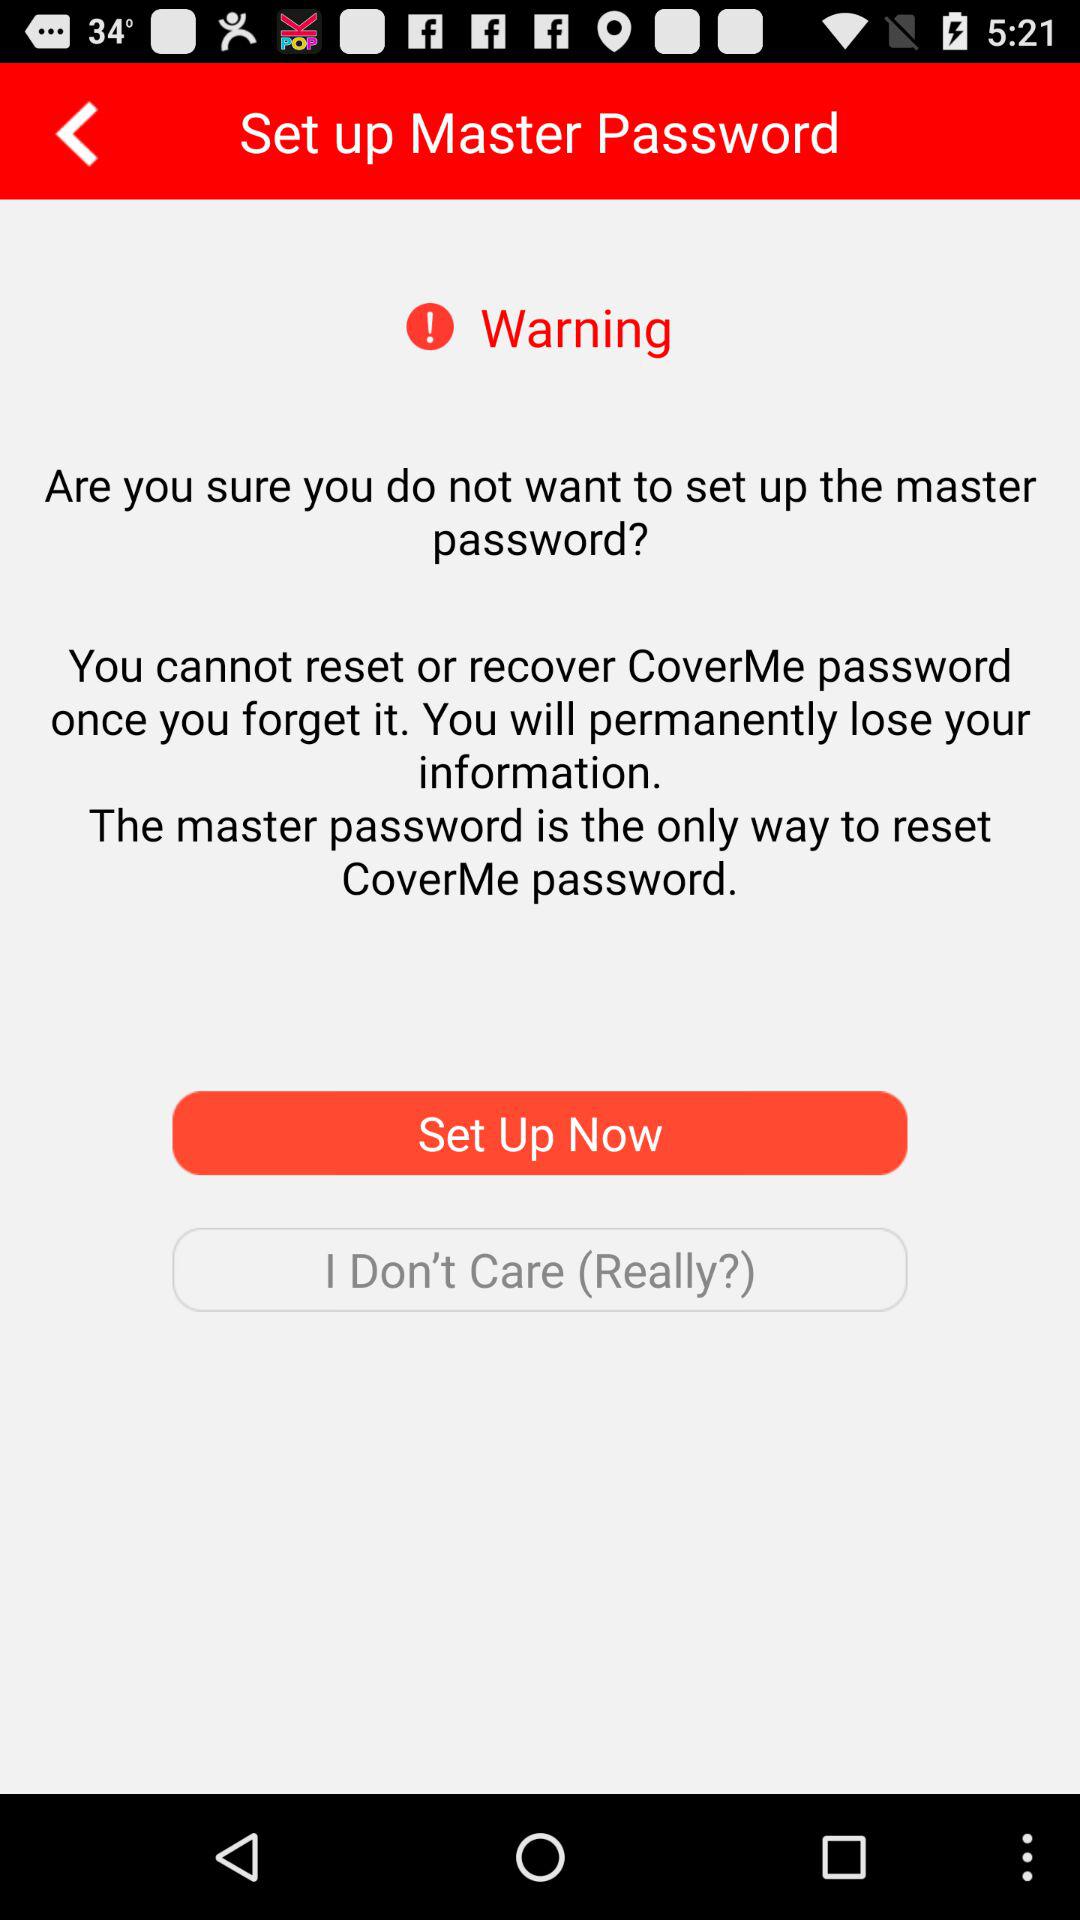 34° K POP 5:21
Set up Master Password
Warning
Are you sure you do not want to set up the master
password?
You cannot reset or recover CoverMe password
once you forget it. You will permanently lose your
information.
The master password is the only way to reset
CoverMe password.
Set Up Now
I Don’t Care (Really?)